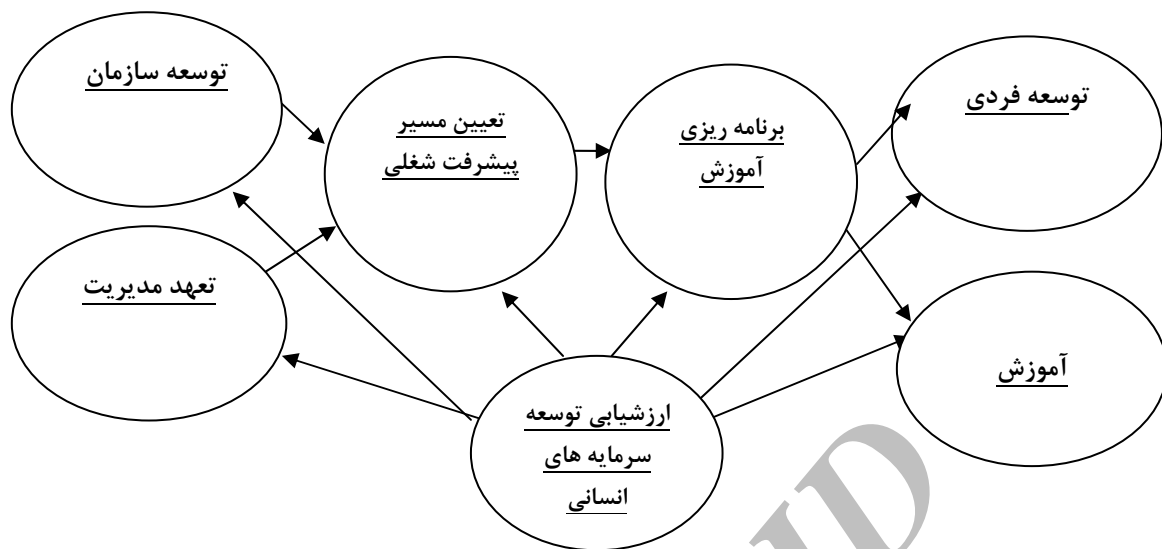 توسعه سازمان
تعیین مسیر
پیشرفت شغلی
برنامه ریزی
آموزش
توسعه فردی
تعهد مدیریت
آموزش
ارزشیابی توسعه
سرمایه های
انسانی